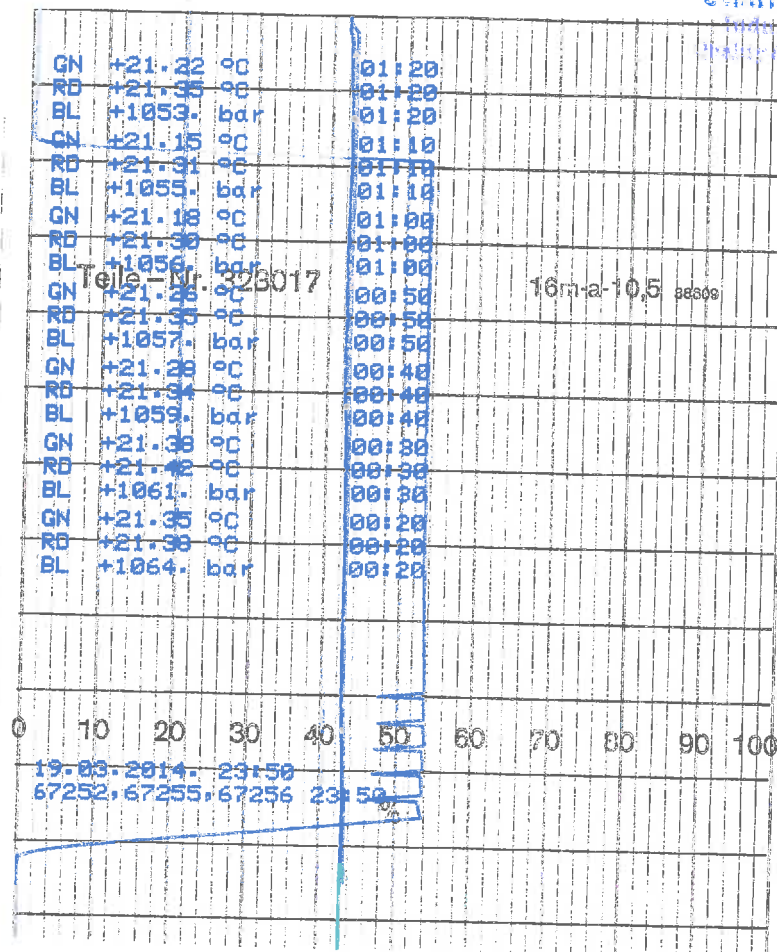 GN +21.22 °C 01:20
RD +21.35 °C 01:20
BL +1053. bar 01:20
GN +21.15 °C 01:10
RD +21.31 °C 01:10
BL +1055. bar 01:10
GN +21.18 °C 01:00
RD +21.30 °C 01:00
BL +1056. bar 01:00
Teile-Nr. 323017 16m-a-10,5
GN °C 00:50
RD +21.35 °C 00:50
BL +1057. bar 00:50
GN +21.28 °C 00:40
RD +21.34 °C 00:40
BL +1059. bar 00:40
GN +21.38 °C 00:30
RD +21.42 °C 00:30
BL +1061. bar 00:30
GN +21.35 °C 00:20
RD +21.38 °C 00:20
BL +1064. bar 00:20
0 10 20 30 40 50 60 70 80 90 100
19.03.2014. 23:50
67252,67255,67256 23:50
%